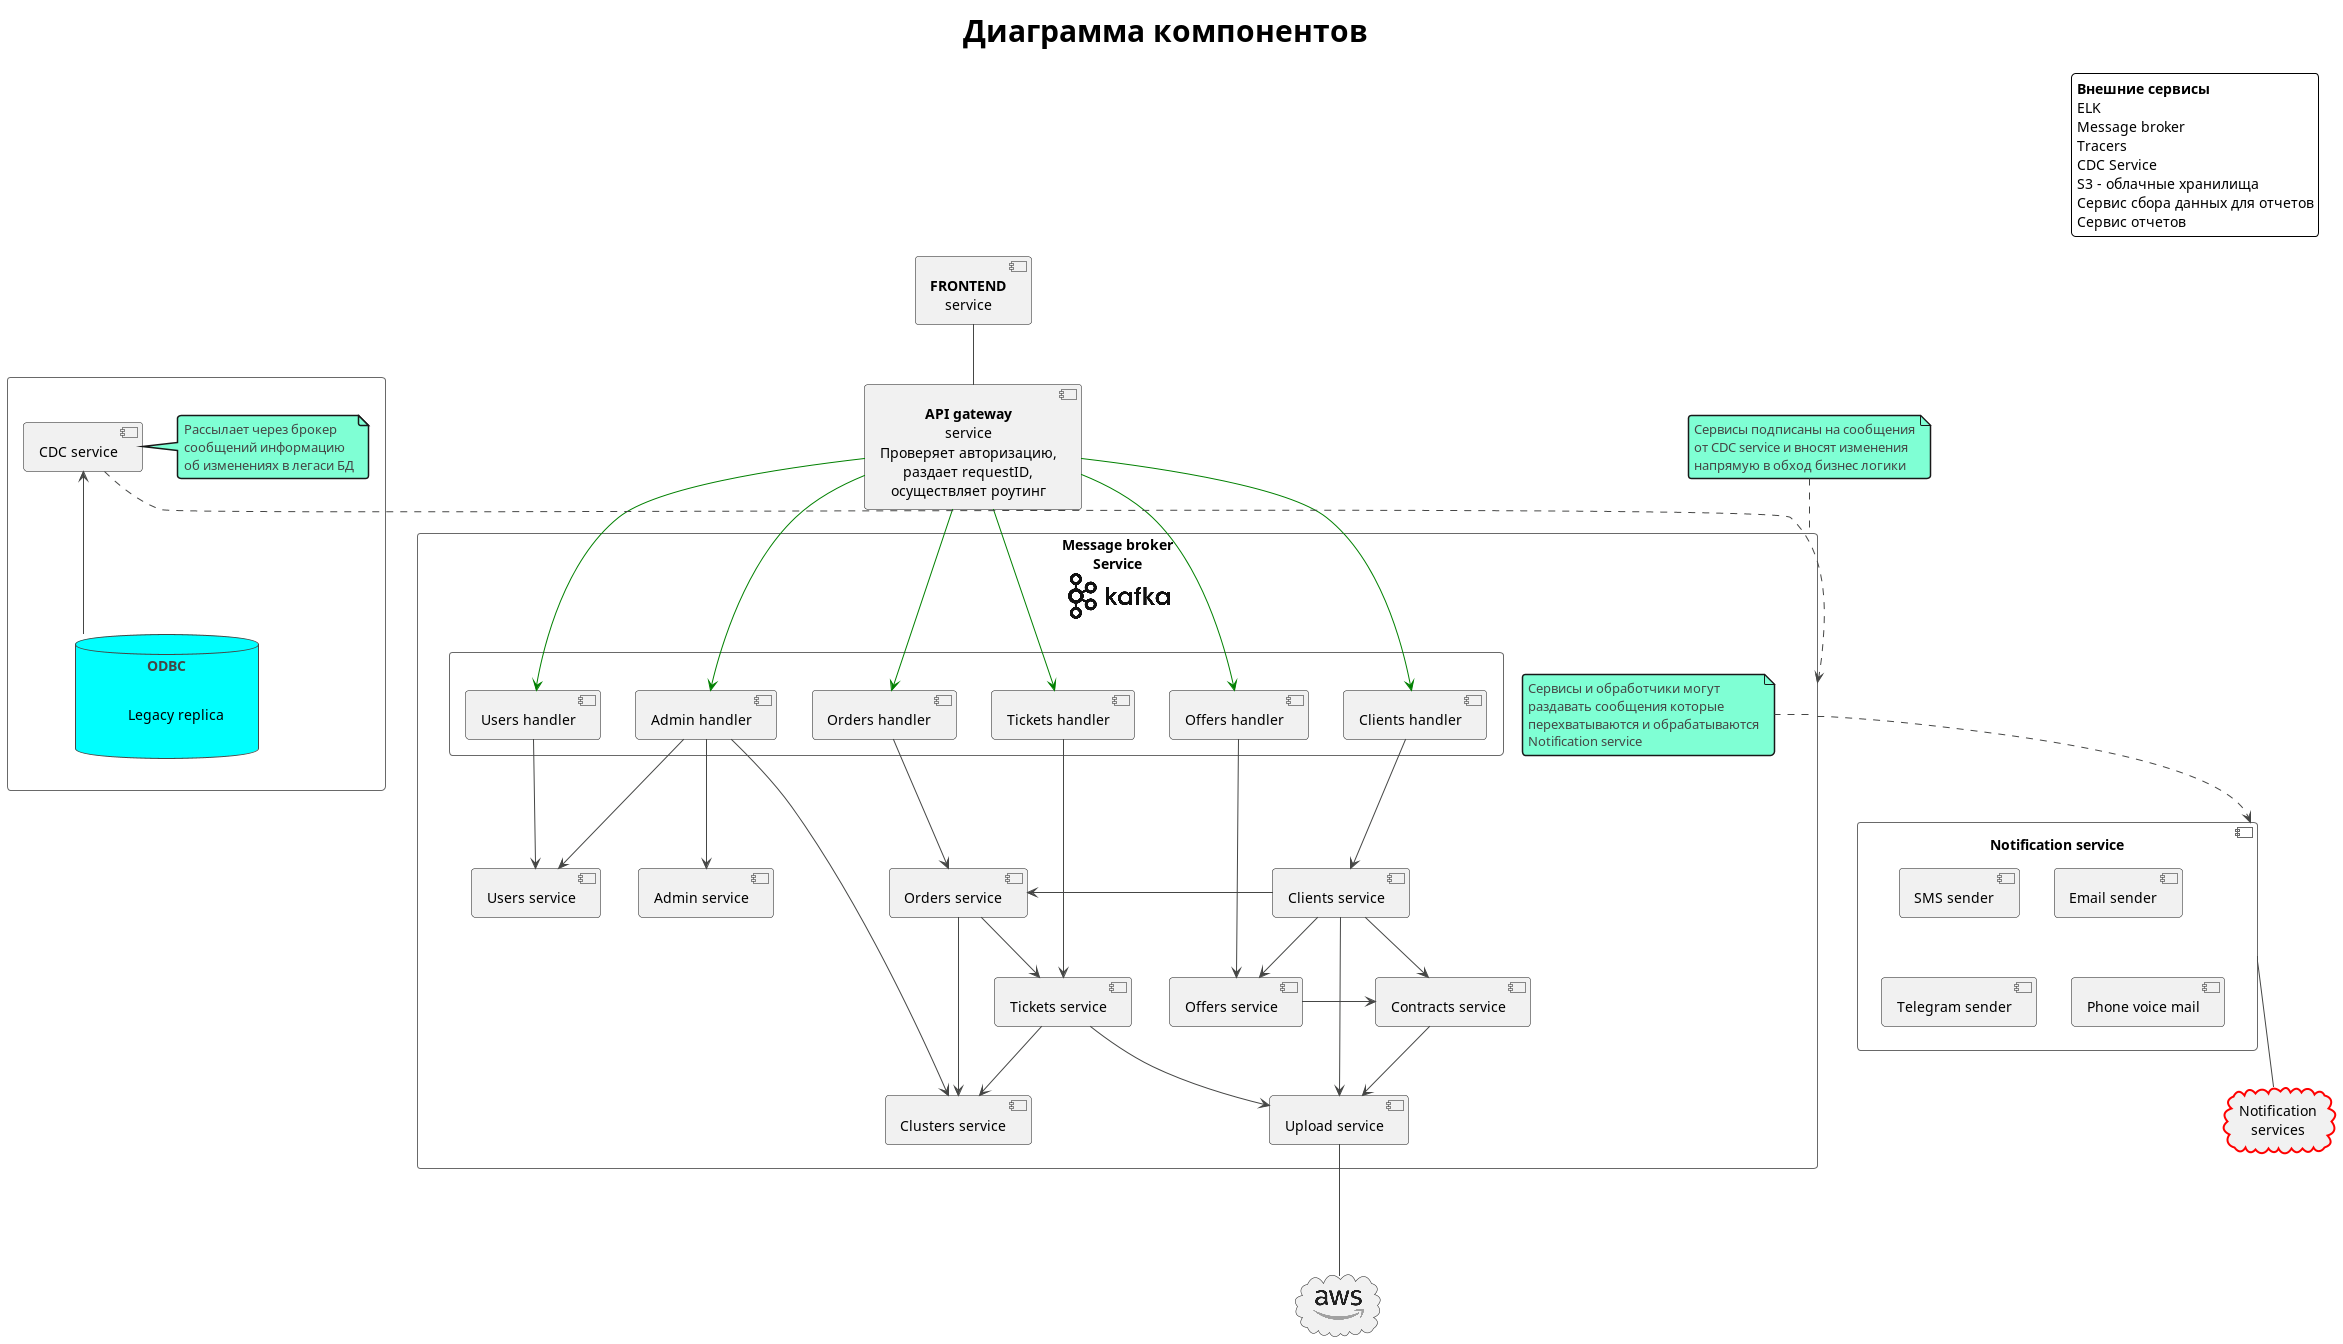 Диаграмма компонентов
Внешние сервисы
ELK
Message broker
Tracers
CDC Service
S3 - облачные хранилища
Сервис сбора данных для отчетов
Сервис отчетов
FRONTEND
service
API gateway
service
Проверяет авторизацию,
раздает requestID,
осуществляет роутинг
CDC service
Рассылает через брокер
сообщений информацию
об изменениях в легаси БД
Сервисы подписаны на сообщения
от CDC service и вносят изменения
напрямую в обход бизнес логики
Message broker
Service
kafka
ODBC
Legacy replica
Users handler
Admin handler
Orders handler
Tickets handler
Offers handler
Clients handler
Сервисы и обработчики могут
раздавать сообщения которые
перехватываются и обрабатываются
Notification service
Notification service
SMS sender
Email sender
Telegram sender
Phone voice mail
Users service
Admin service
Orders service
Clients service
Tickets service
Offers service
Contracts service
Clusters service
Upload service
Notification
services
aws